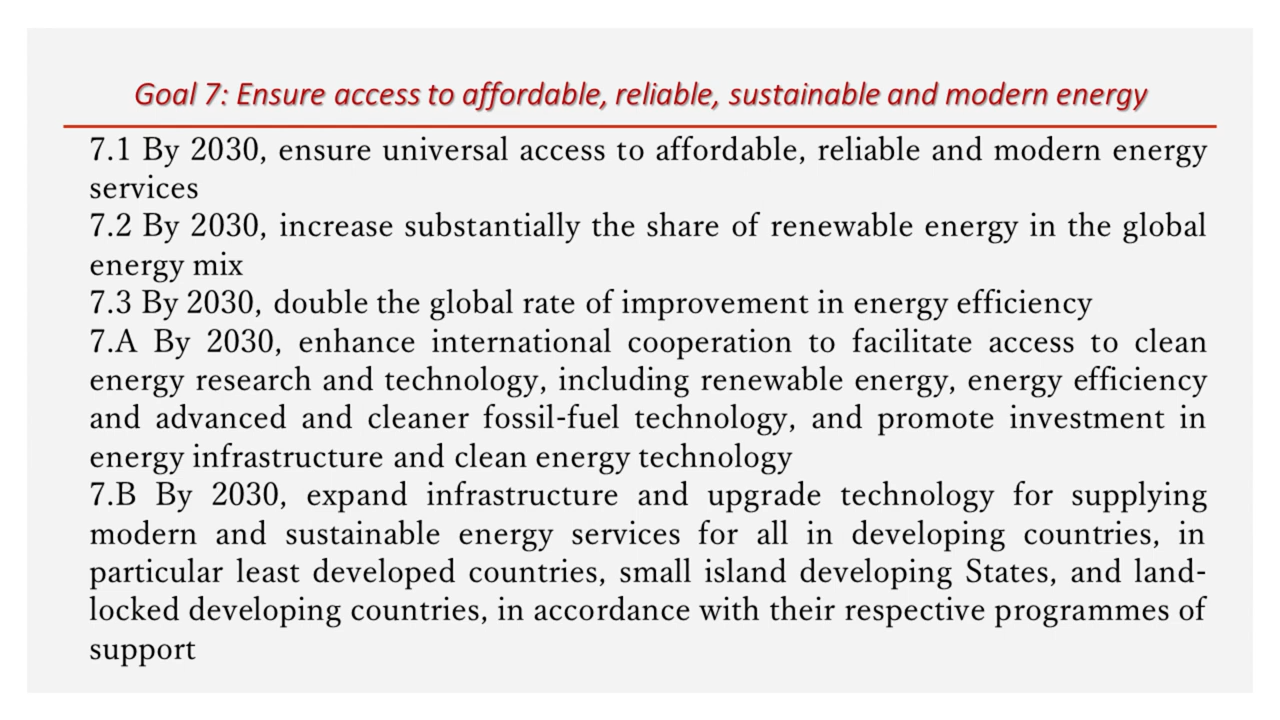 Goal 7: Ensure access to affordable, reliable, sustainable and modern energy
7.1 By 2030, ensure universal access to affordable, reliable and modern energy
services
7.2 By 2030, increase substantially the share of renewable energy in the global
energy mix
7.3 By 2030, double the global rate of improvement in energy efficiency
7.A By 2030, enhance international cooperation to facilitate access to clean
energy research and technology, including renewable energy, energy efficiency
and advanced and cleaner fossil-fuel technology, and promote investment in
energy infrastructure and clean energy technology
7.B By 2030, expand infrastructure and upgrade technology for supplying
modern and sustainable energy services for all in developing countries, in
particular least developed countries, small island developing States, and land-
locked developing countries, in accordance with their respective programmes of
support